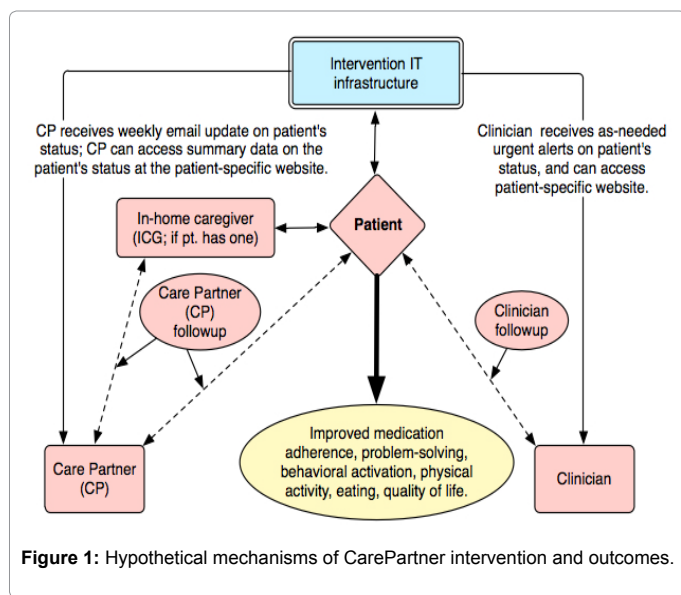 Intervention IT
infrastructure
CP receives weekly email update on patient's
status; CP can access summary data on the
patient's status at the patient-specific website.
Clinician receives as-needed
urgent alerts on patient's
status, and can access
patient-specific website.
In-home caregiver
(ICG; if pt. has one)
Patient
Care Partner
(CP)
followup
Clinician
followup
Care Partner
(CP)
Improved medication
adherence, problem-solving,
behavioral activation, physical
activity, eating, quality of life.
Clinician
Figure 1: Hypothetical mechanisms of CarePartner intervention and outcomes.